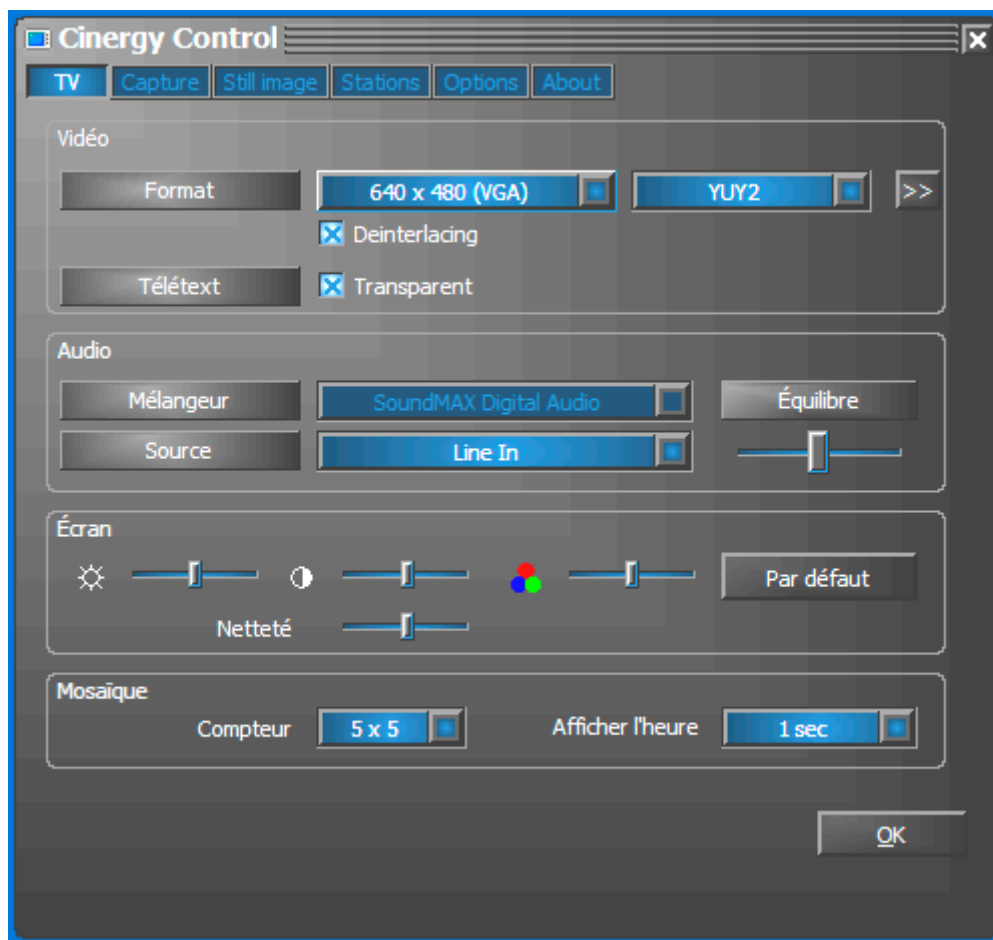 Cinergy Control
TV Capture Still image Stations Options About
Vidéo
Format 640 x 480 (VGA) YUY2 >>
Deinterlacing
Télétext Transparent
Audio
Mélangeur SoundMAX Digital Audio Équilibre
Source Line In
Écran
Par défaut
Netteté
Mosaïque
Compteur 5 x 5 Afficher l'heure 1 sec
OK